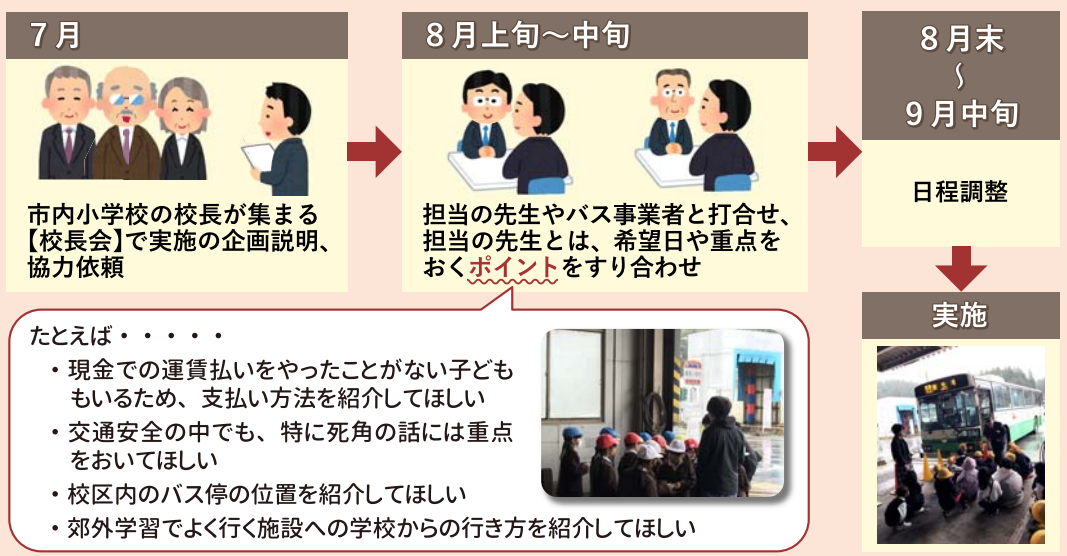 ７月
市内小学校の校長が集まる
【校長会】で実施の企画説明、
協力依頼
８月上旬～中旬
担当の先生やバス事業者と打合せ、
担当の先生とは、希望日や重点を
おくポイントをすり合わせ
８月末
～
９月中旬
日程調整
実施
たとえば・・・・・
・現金での運賃払いをやったことがない子ども
もいるため、支払い方法を紹介してほしい
・交通安全の中でも、特に死角の話には重点
をおいてほしい
・校区内のバス停の位置を紹介してほしい
・郊外学習でよく行く施設への学校からの行き方を紹介してほしい